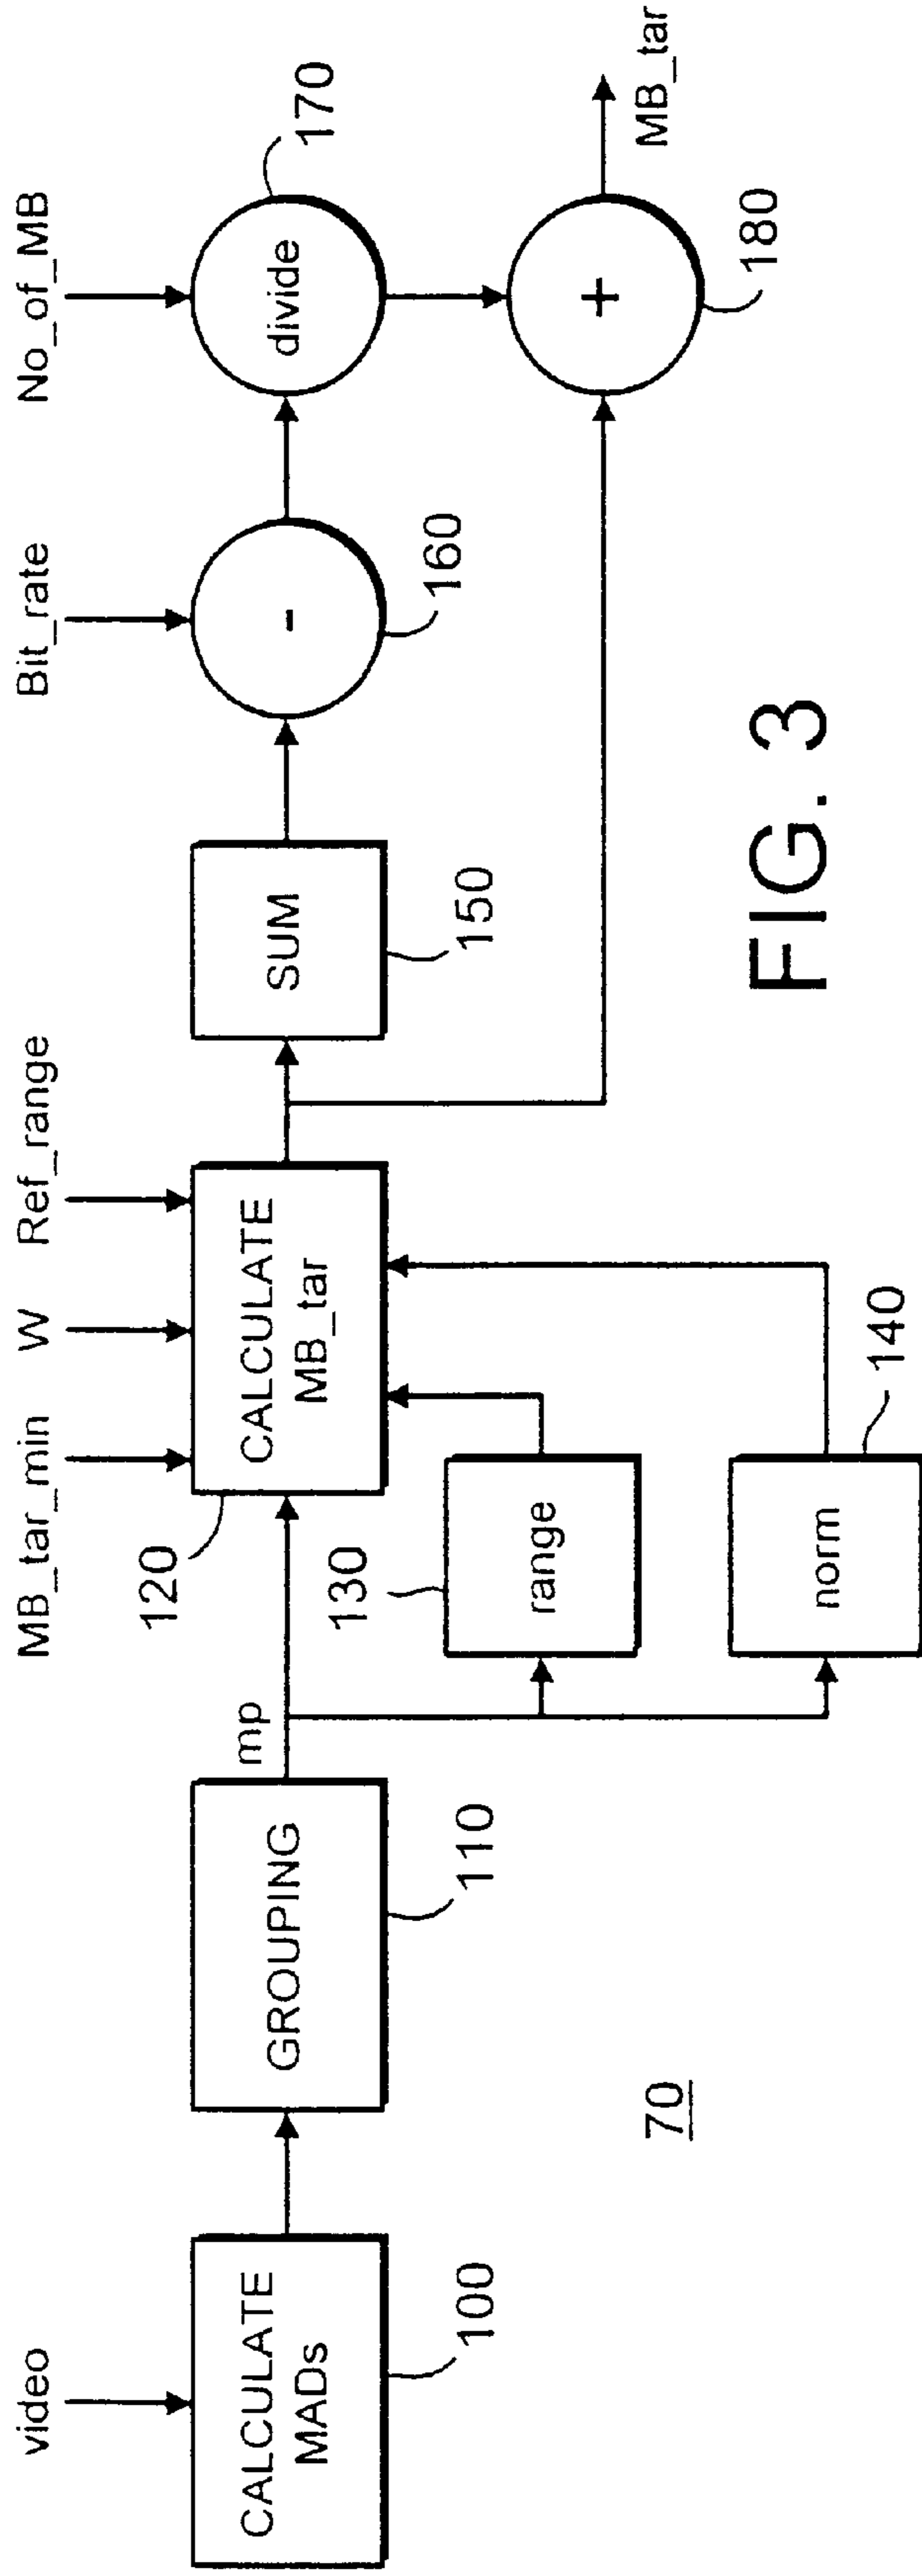 video
MB_tar_min
W
Ref_range
Bit_rate
No_of_MB
CALCULATE
MADs
100
GROUPING
110
mp
120
CALCULATE
MB_tar
SUM
150
-
160
divide
170
130
range
140
norm
+
180
MB_tar
70
FIG. 3